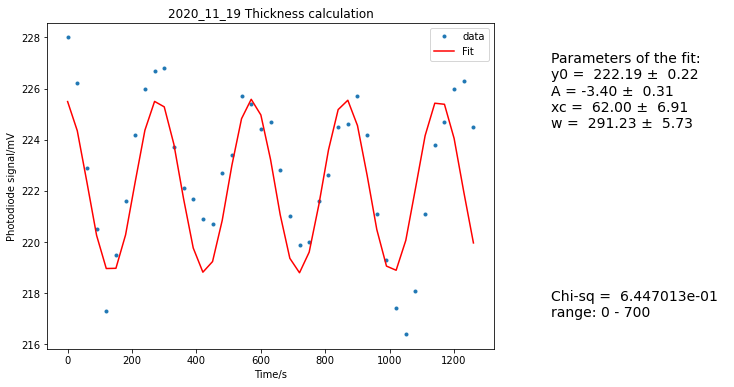 2020_11_19 Thickness calculation
228
226
224
222
220
218
216
Photodiode signal/mV
data
Fit
0
200
400
600
800
1000
1200
Time/s
Parameters of the fit:
y0 =  222.19 ±  0.22
A = -3.40 ±  0.31
xc =  62.00 ±  6.91
w =  291.23 ±  5.73
Chi-sq =  6.447013e-01
range: 0 - 700